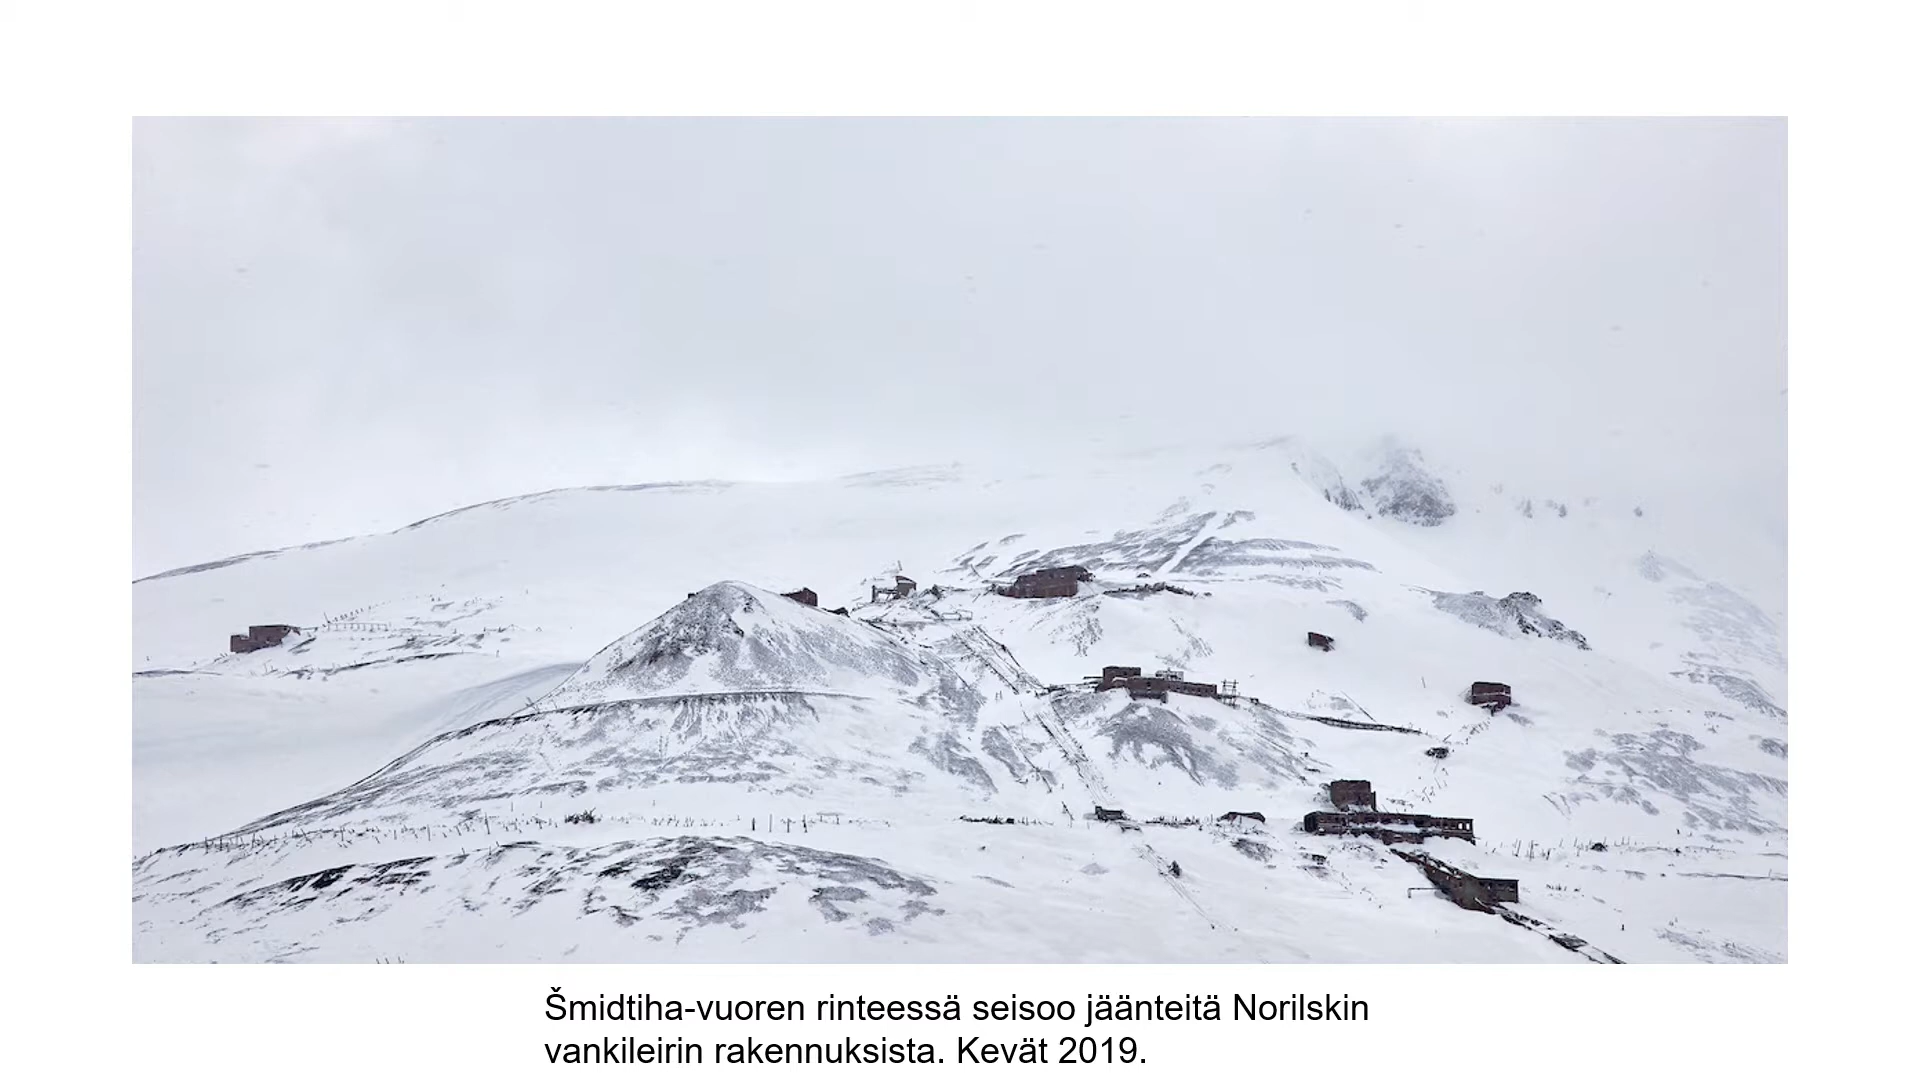 Šmidtiha-vuoren rinteessä seisoo jäänteitä Norilskin
vankileirin rakennuksista. Kevät 2019.